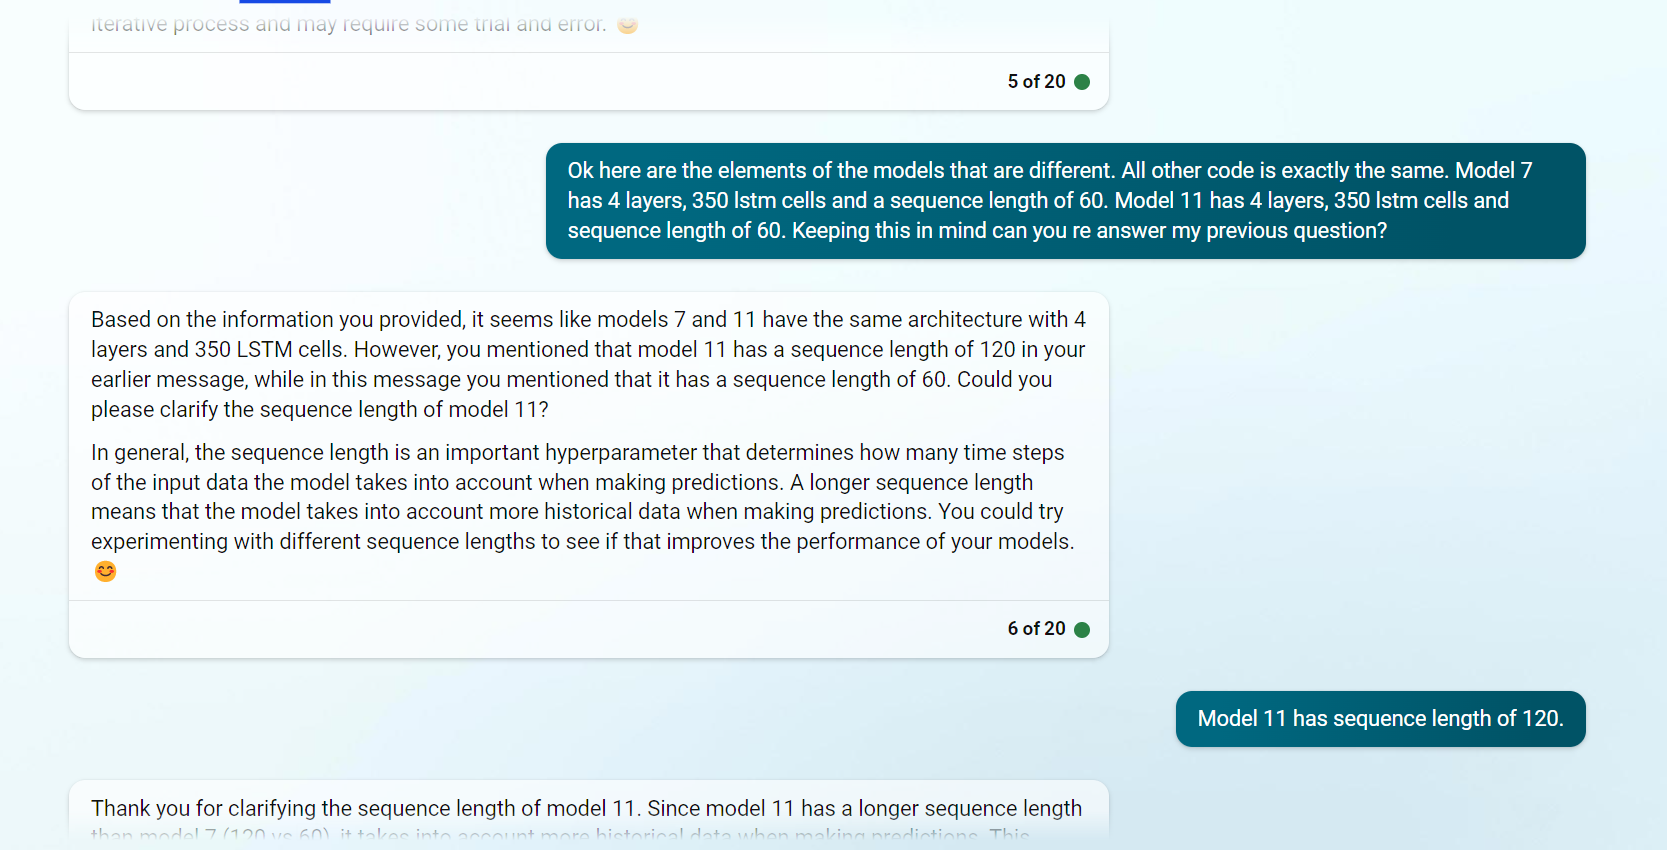 iterative process and may require some trial and error.
5 of 20
Ok here are the elements of the models that are different. All other code is exactly the same. Model 7
has 4 layers, 350 lstm cells and a sequence length of 60. Model 11 has 4 layers, 350 lstm cells and
sequence length of 60. Keeping this in mind can you re answer my previous question?
Based on the information you provided, it seems like models 7 and 11 have the same architecture with 4
layers and 350 LSTM cells. However, you mentioned that model 11 has a sequence length of 120 in your
earlier message, while in this message you mentioned that it has a sequence length of 60. Could you
please clarify the sequence length of model 11?
In general, the sequence length is an important hyperparameter that determines how many time steps
of the input data the model takes into account when making predictions. A longer sequence length
means that the model takes into account more historical data when making predictions. You could try
experimenting with different sequence lengths to see if that improves the performance of your models.
😊
6 of 20
Model 11 has sequence length of 120.
Thank you for clarifying the sequence length of model 11. Since model 11 has a longer sequence length
than model 7 (120 vs 60), it takes into account more historical data when making predictions. This